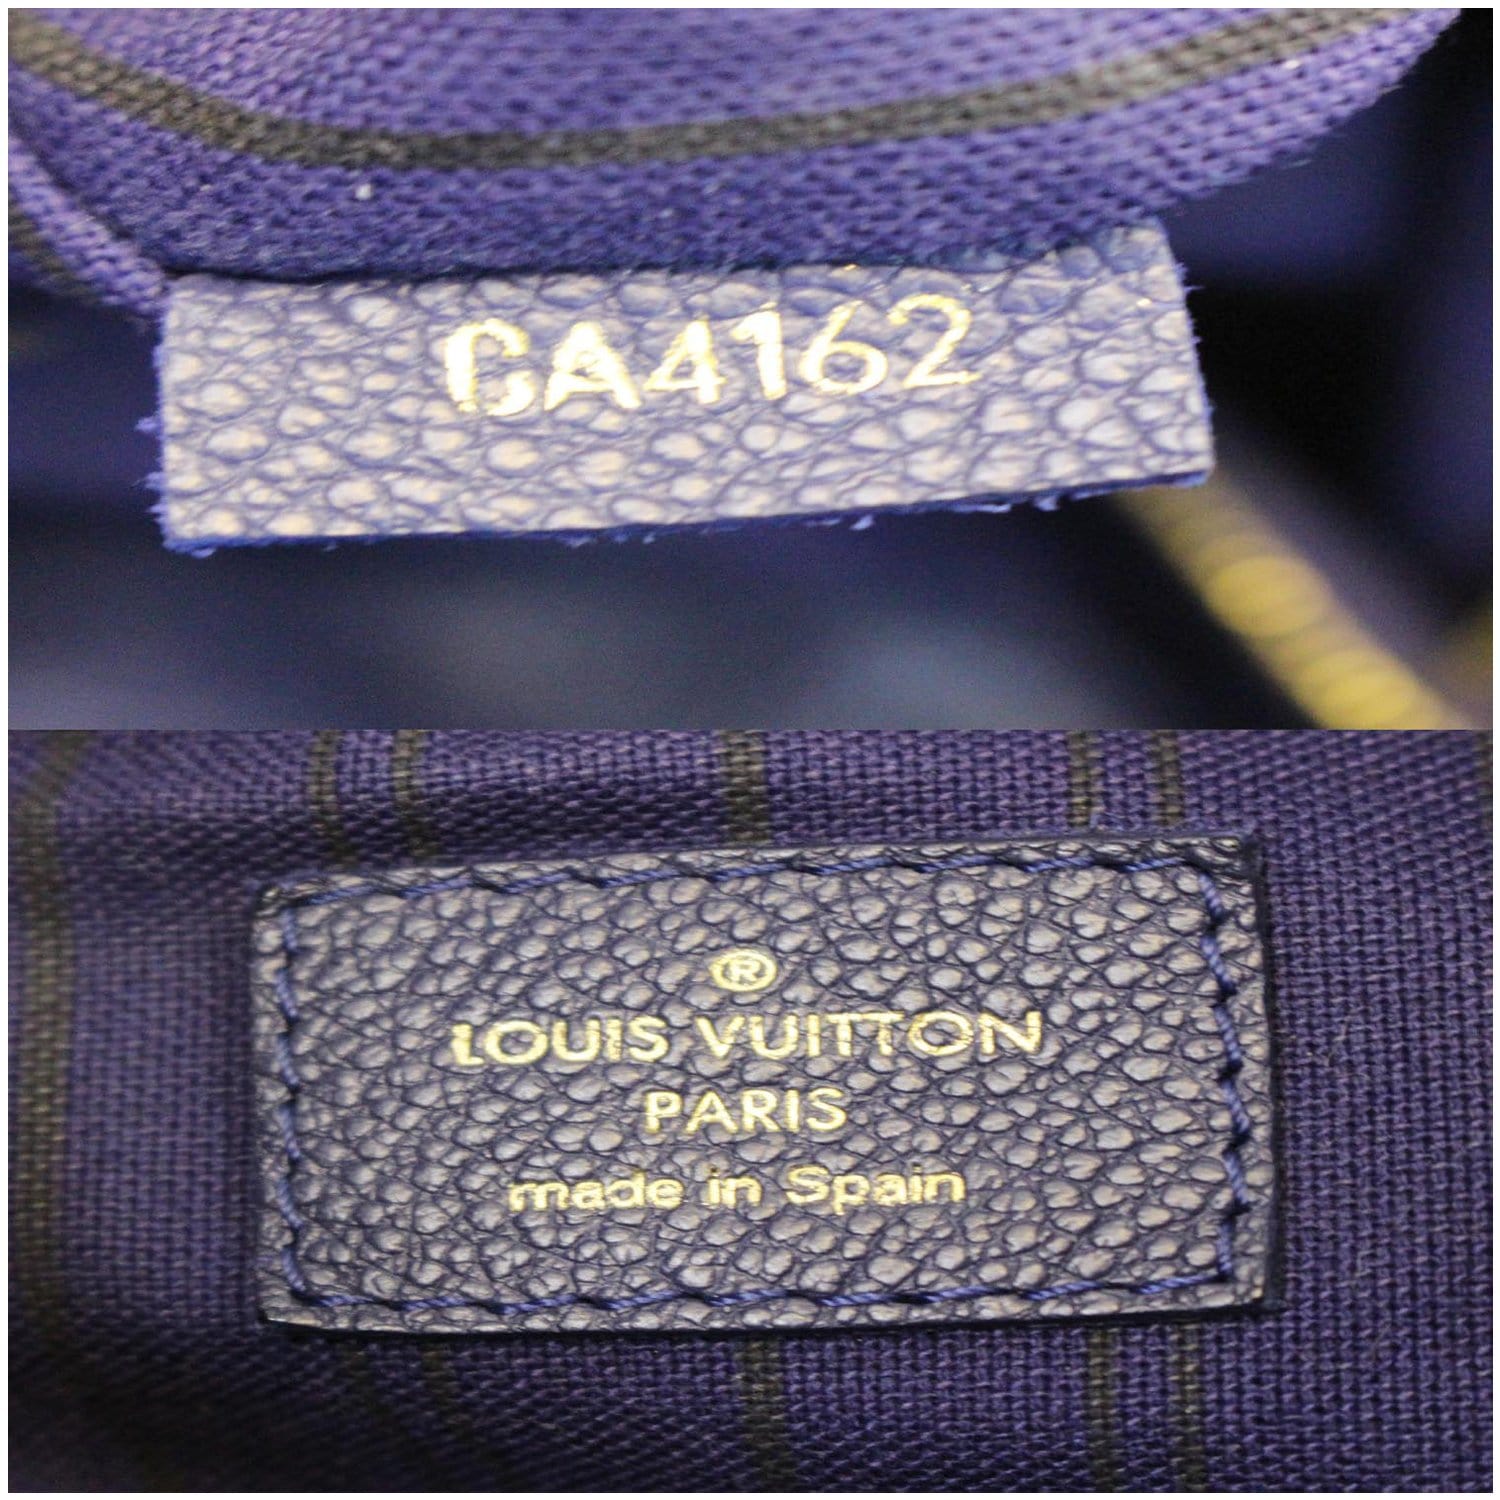 CA4162
®
LOUIS VUITTON
PARIS
made in Spain